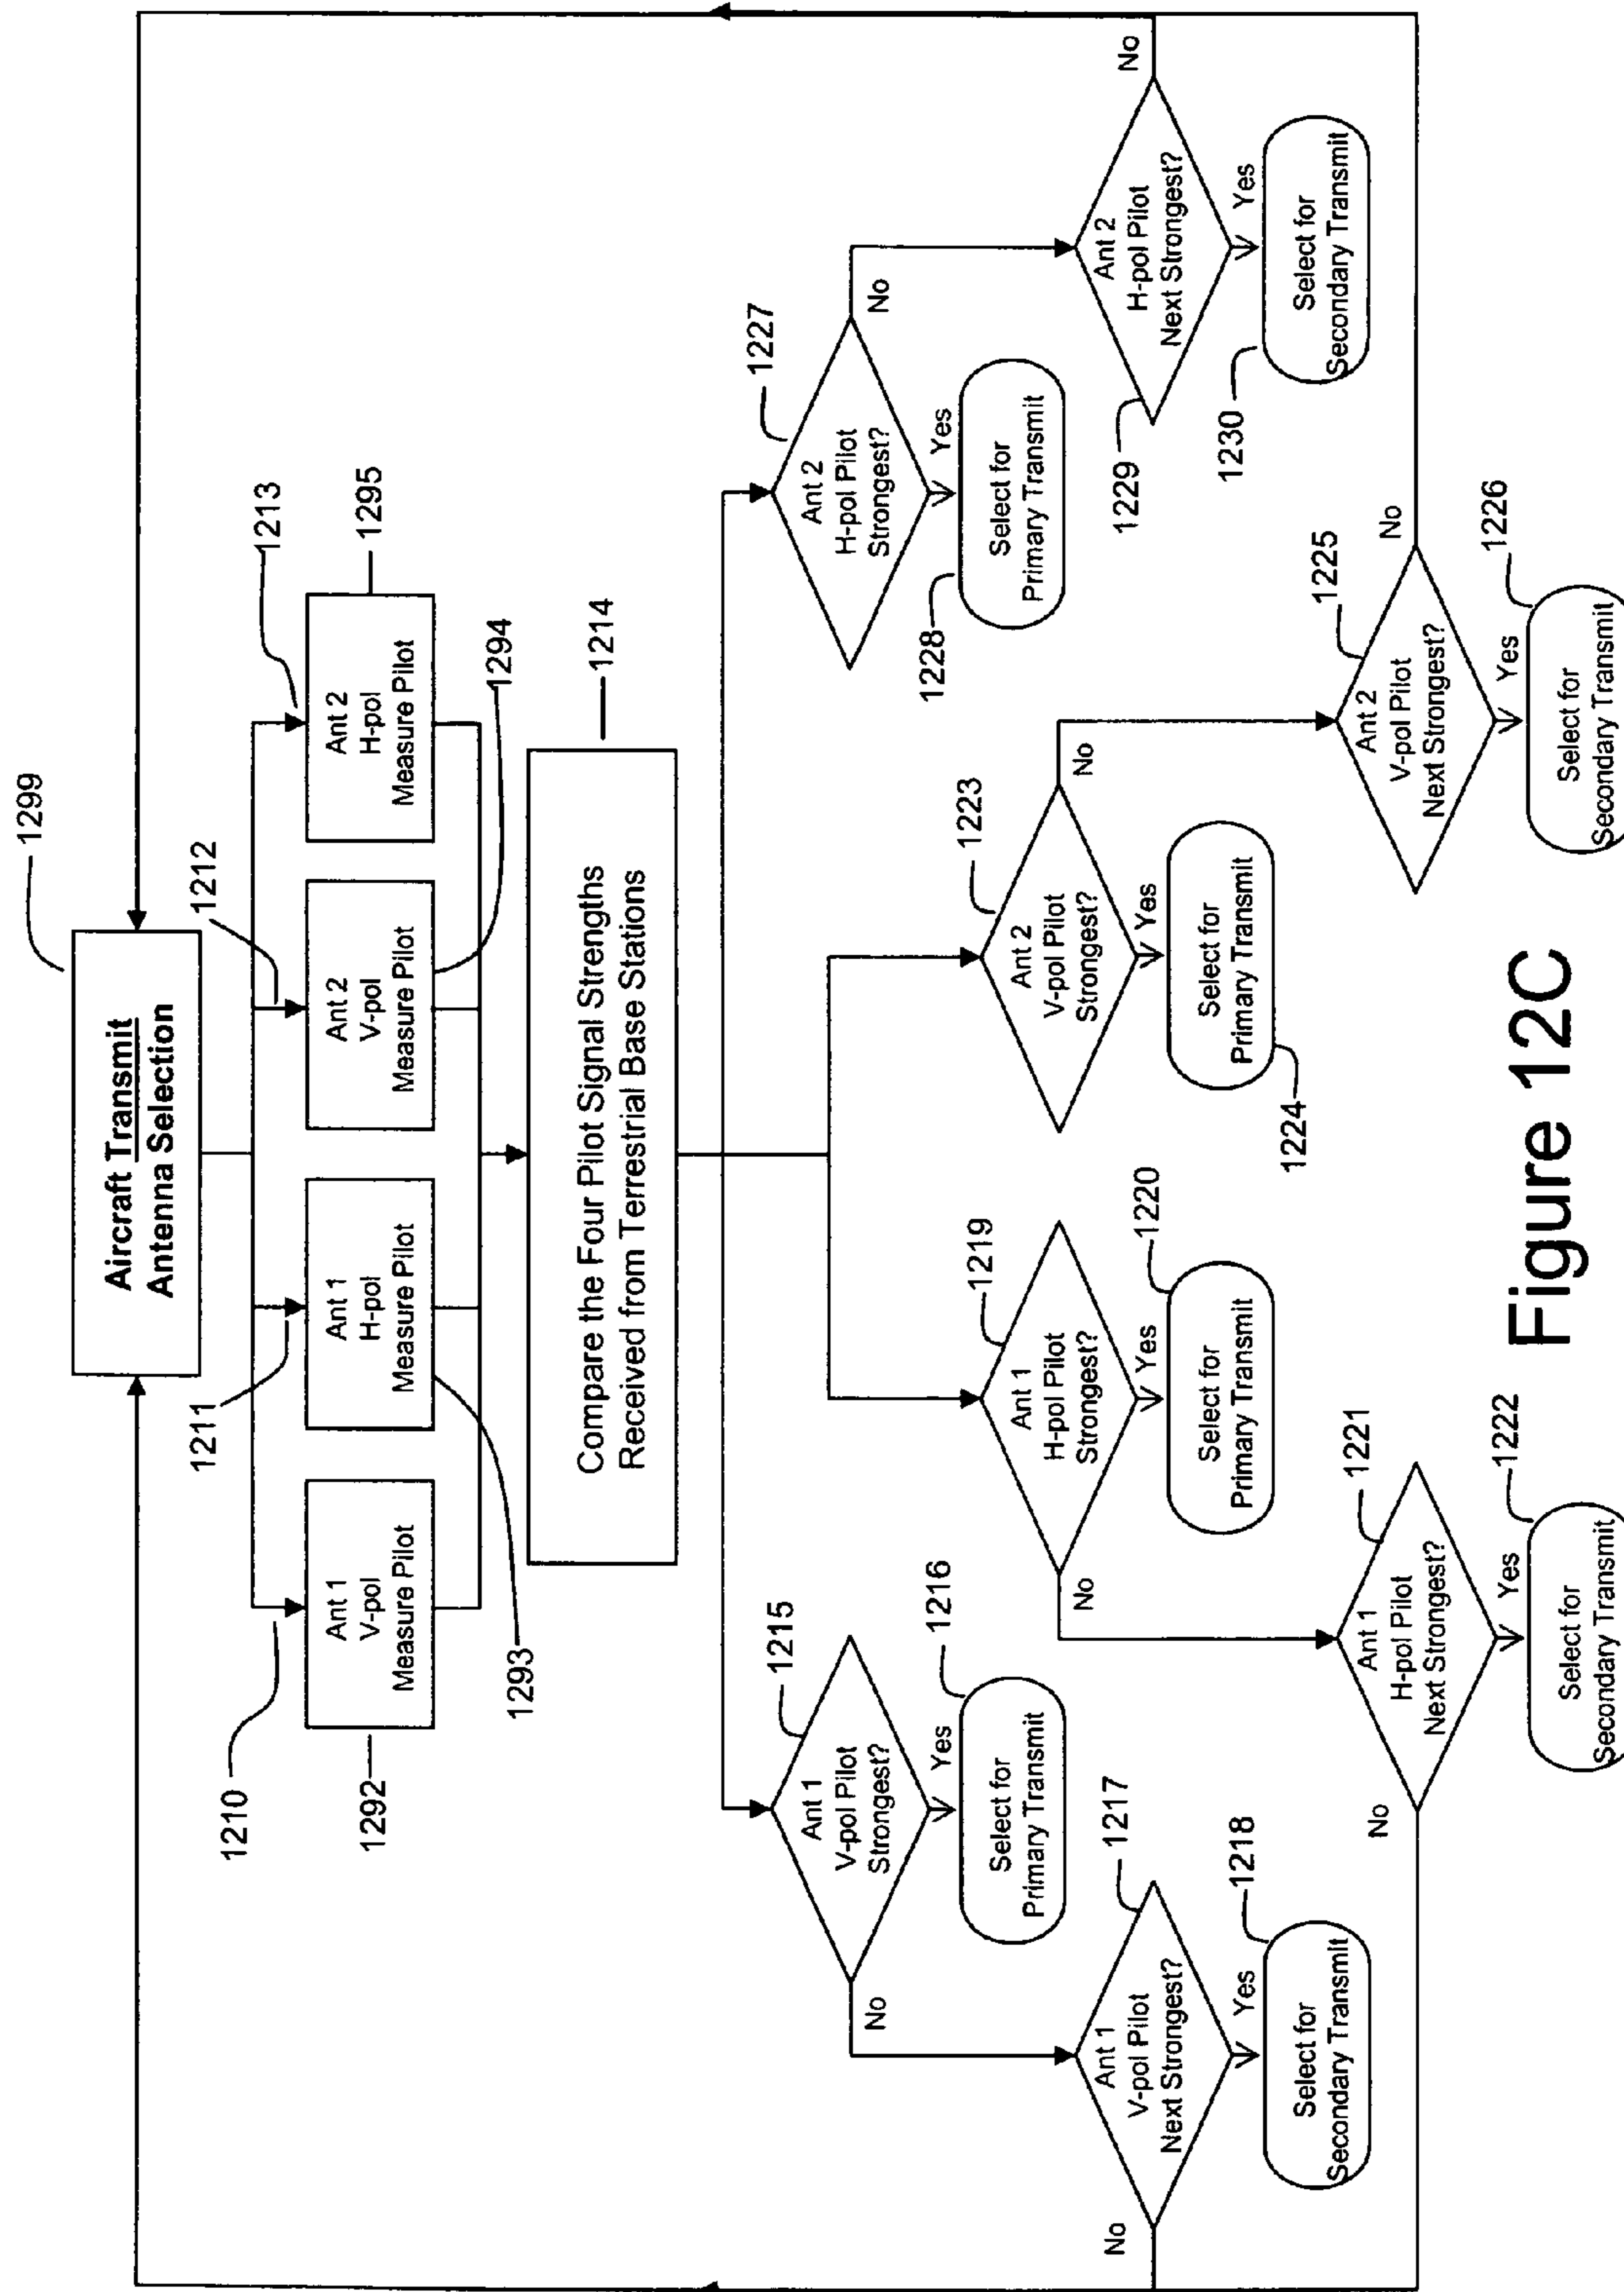 1299
Aircraft Transmit
Antenna Selection
1210
1211
1212
1213
Ant 1
V-pol
Measure Pilot
Ant 1
H-pol
Measure Pilot
Ant 2
V-pol
Measure Pilot
Ant 2
H-pol
Measure Pilot
1292
1293
1294
1295
Compare the Four Pilot Signal Strengths
Received from Terrestrial Base Stations
1214
Ant 1
V-pol Pilot
Strongest?
1215
No
Yes
Select for
Primary Transmit
1216
Ant 1
V-pol Pilot
Next Strongest?
1217
No
Yes
Select for
Secondary Transmit
1218
Ant 1
H-pol Pilot
Strongest?
1219
No
Yes
Select for
Primary Transmit
1220
Ant 1
H-pol Pilot
Next Strongest?
1221
No
Yes
Select for
Secondary Transmit
1222
Ant 2
V-pol Pilot
Strongest?
1223
No
Yes
Select for
Primary Transmit
1224
Ant 2
V-pol Pilot
Next Strongest?
1225
No
Yes
Select for
Secondary Transmit
1226
Ant 2
H-pol Pilot
Strongest?
1227
No
Yes
Select for
Primary Transmit
1228
Ant 2
H-pol Pilot
Next Strongest?
1229
No
Yes
Select for
Secondary Transmit
1230
Figure 12C